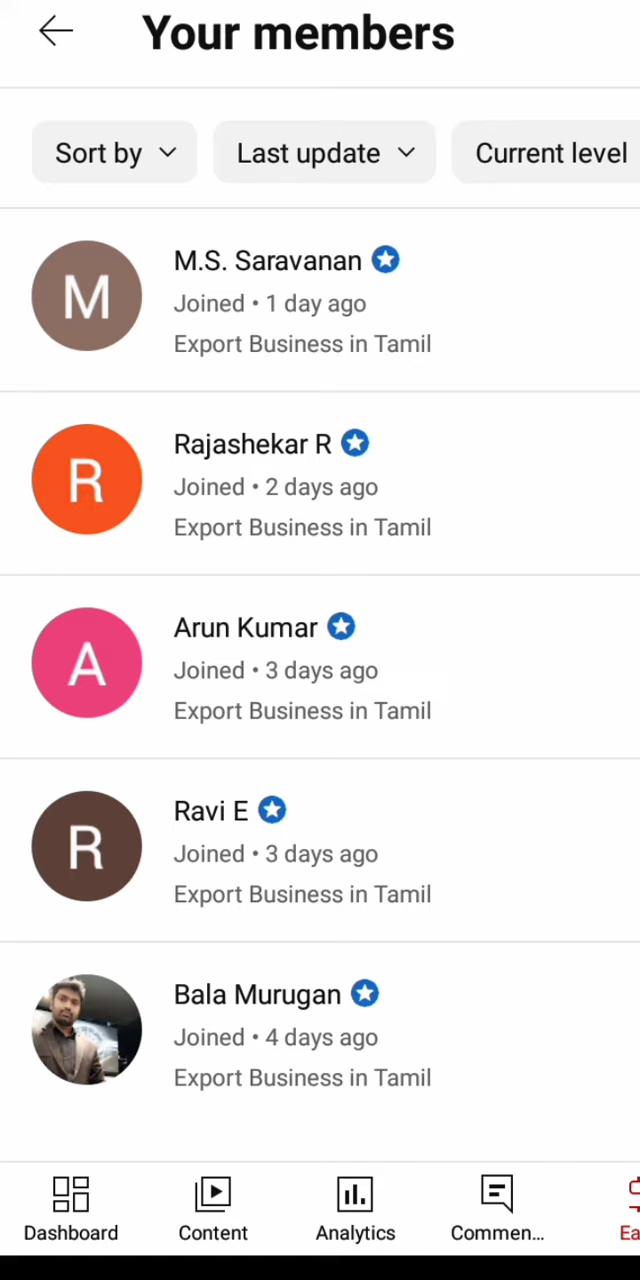 Your members
Sort by
Last update
Current level
M
M.S. Saravanan
Joined • 1 day ago
Export Business in Tamil
R
Rajashekar R
Joined • 2 days ago
Export Business in Tamil
A
Arun Kumar
Joined • 3 days ago
Export Business in Tamil
R
Ravi E
Joined • 3 days ago
Export Business in Tamil
Bala Murugan
Joined • 4 days ago
Export Business in Tamil
Dashboard
Content
Analytics
Commen...
Ea